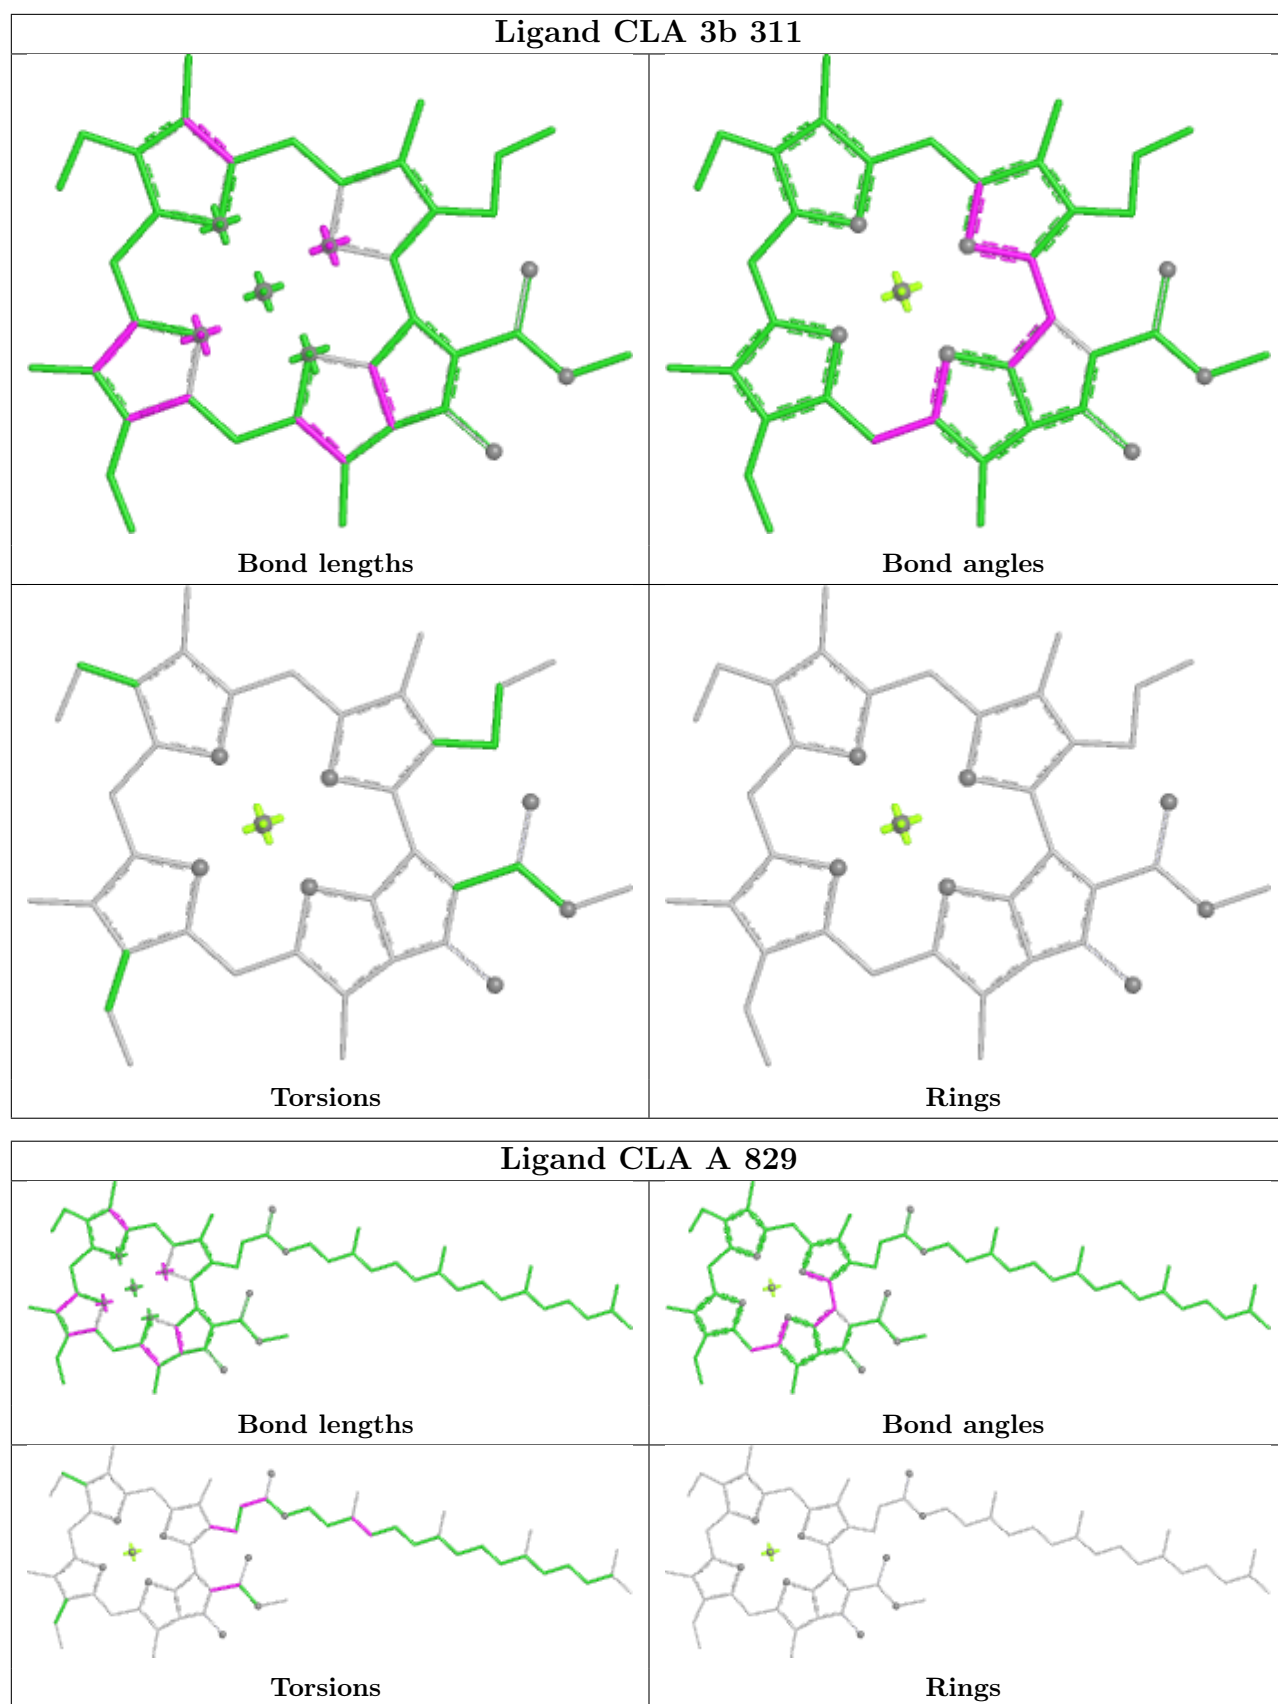 Ligand CLA 3b 311
Bond lengths
Bond angles
Torsions
Rings
Ligand CLA A 829
Bond lengths
Bond angles
Torsions
Rings